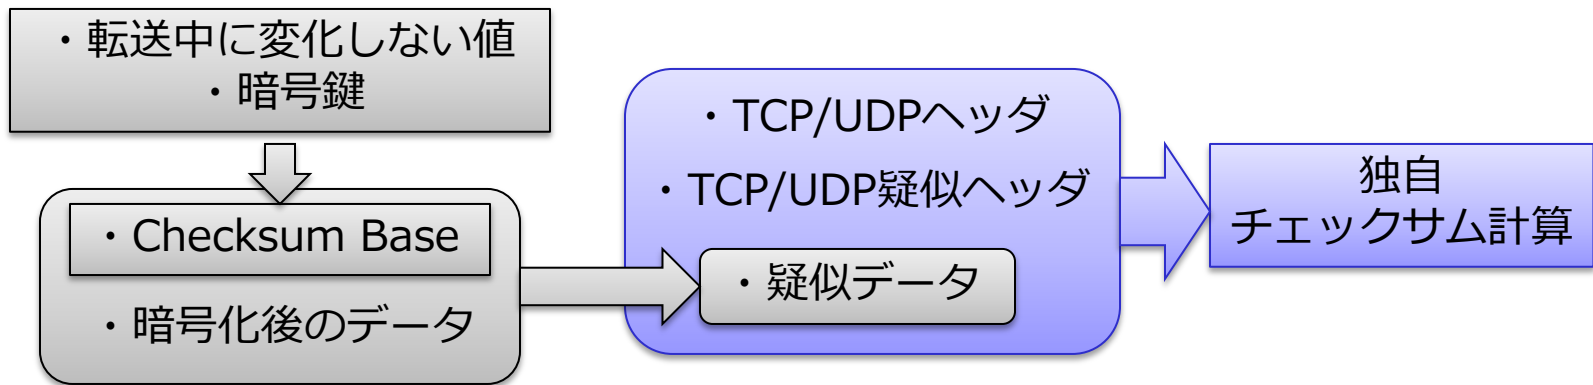 ・転送中に変化しない値
・暗号鍵
・Checksum Base
・暗号化後のデータ
・TCP/UDPヘッダ
・TCP/UDP疑似ヘッダ
・疑似データ
独自
チェックサム計算